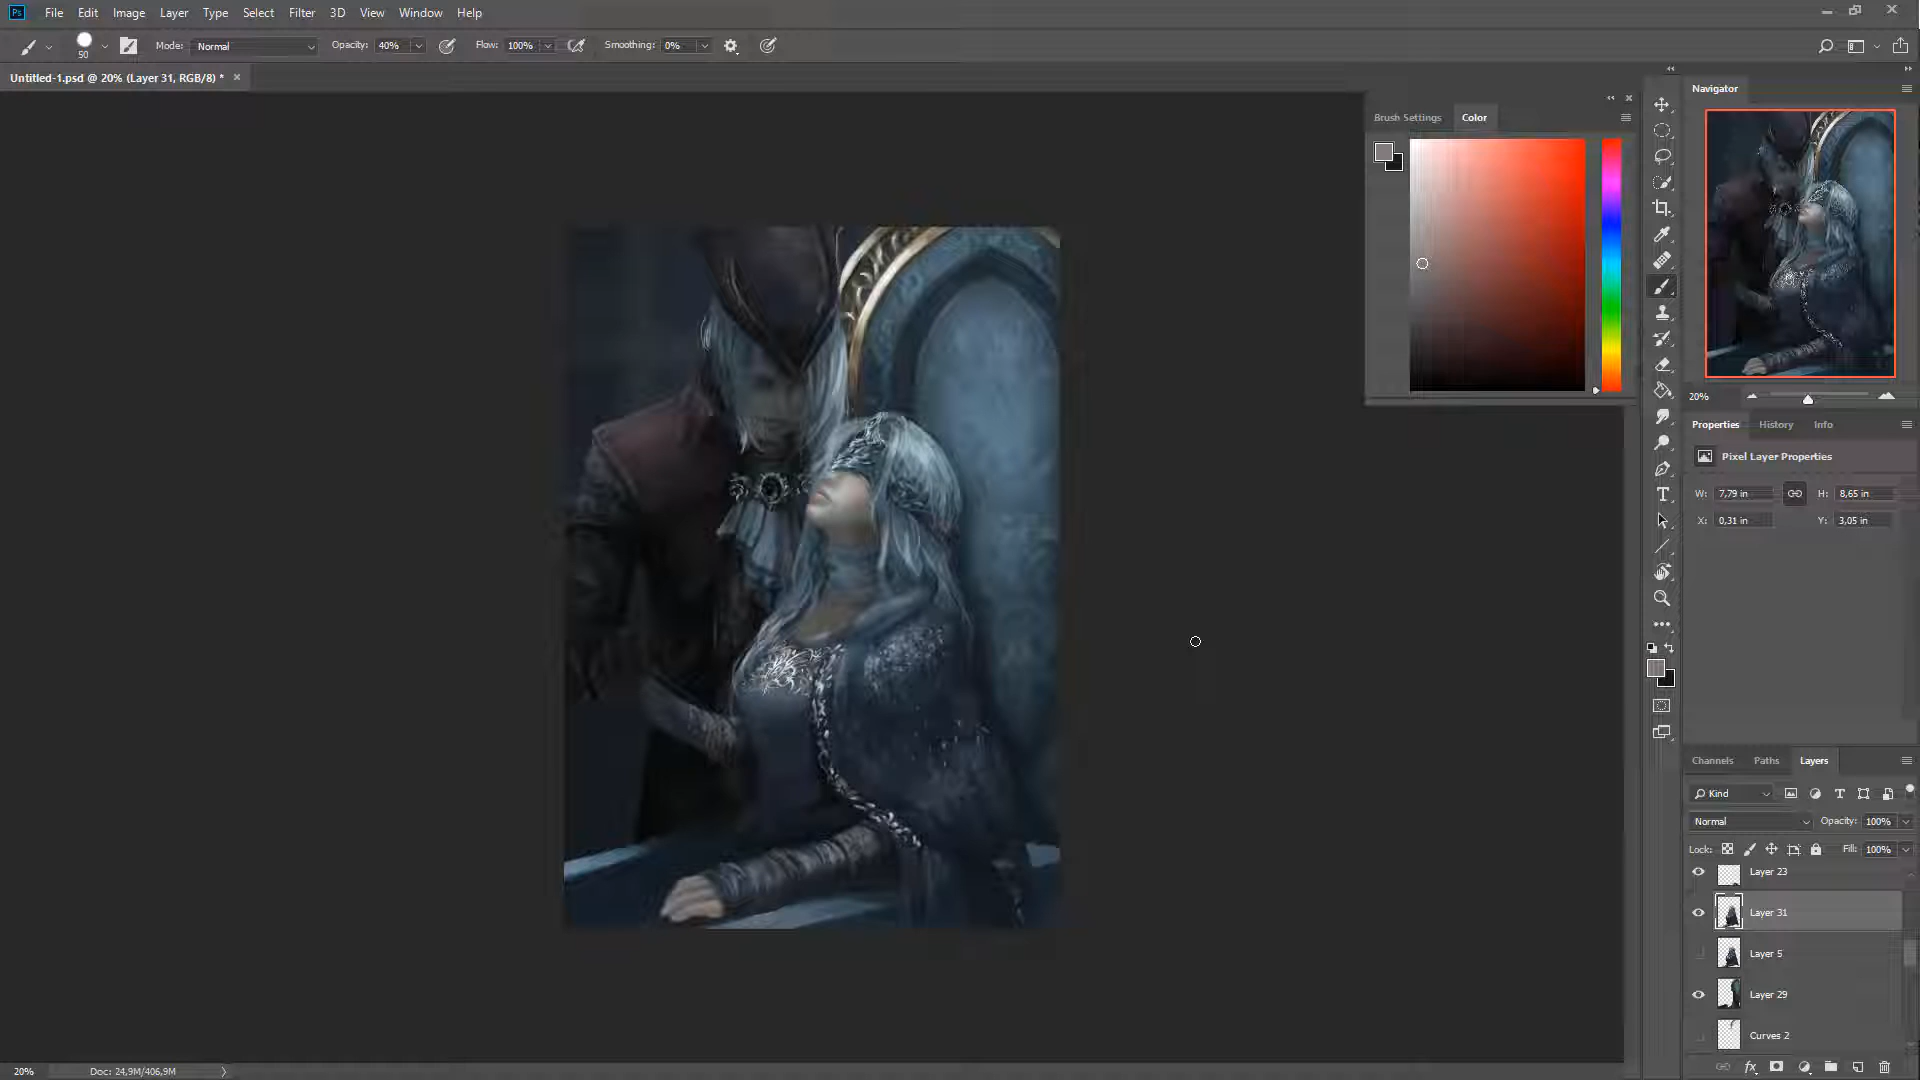 Ps File Edit Image Layer Type Select Filter 3D View Window Help
50 Mode: Normal Opacity: 40% Flow: 100% Smoothing: 0%
Untitled-1.psd @ 20% (Layer 31, RGB/8) *
Navigator
Brush Settings Color
20%
Properties History Info
Pixel Layer Properties
W: 7,79 in H: 8,65 in
X: 0,31 in Y: 3,05 in
Channels Paths Layers
Kind
Normal Opacity: 100%
Lock: Fill: 100%
Layer 23
Layer 31
Layer 5
Layer 29
Curves 2
20% Doc: 24,9M/406,9M